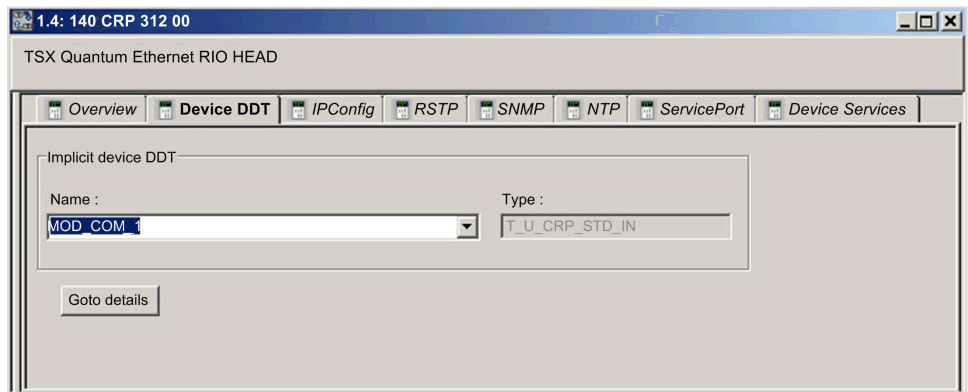 1.4: 140 CRP 312 00
TSX Quantum Ethernet RIO HEAD
Overview Device DDT IPConfig RSTP SNMP NTP ServicePort Device Services
Implicit device DDT
Name : Type :
MOD_COM_1 T_U_CRP_STD_IN
Goto details